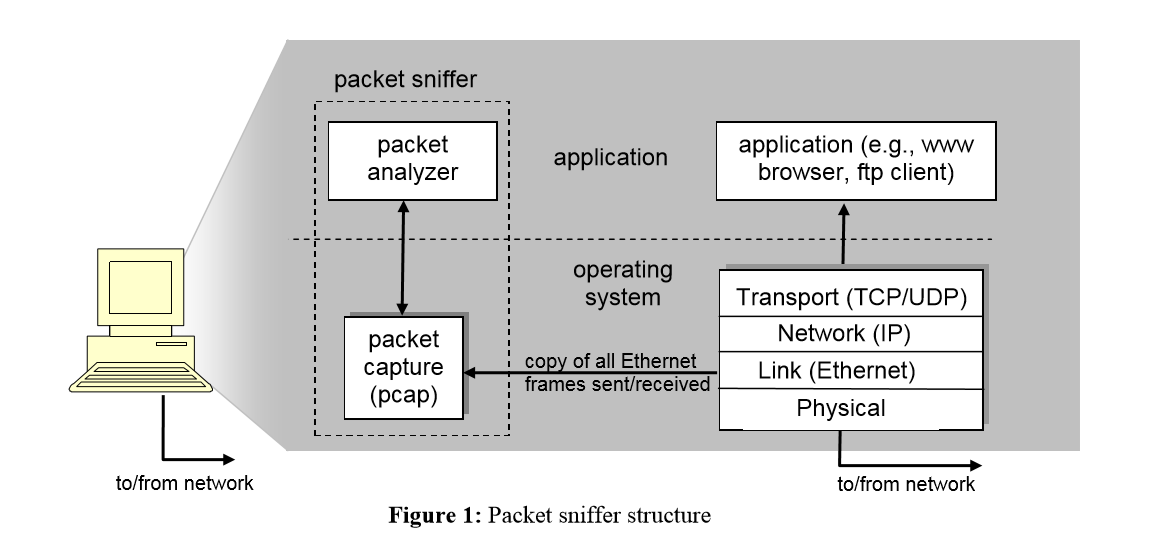 packet sniffer
packet
analyzer
application
application (e.g., www
browser, ftp client)
operating
system
packet
capture
(pcap)
copy of all Ethernet
frames sent/received
Transport (TCP/UDP)
Network (IP)
Link (Ethernet)
Physical
to/from network
to/from network
Figure 1: Packet sniffer structure